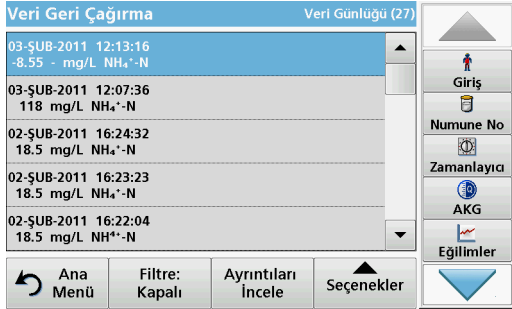 Veri Geri Çağırma
Veri Günlüğü (27)
03-ŞUB-2011 12:13:16
-8.55 - mg/L NH₄⁺-N
03-ŞUB-2011 12:07:36
118 mg/L NH₄⁺-N
02-ŞUB-2011 16:24:32
18.5 mg/L NH₄⁺-N
02-ŞUB-2011 16:23:23
18.5 mg/L NH₄⁺-N
02-ŞUB-2011 16:22:04
18.5 mg/L NH⁴⁺-N
Ana
Menü
Filtre:
Kapalı
Ayrıntıları
İncele
Seçenekler
Giriş
Numune No
Zamanlayıcı
AKG
Eğilimler